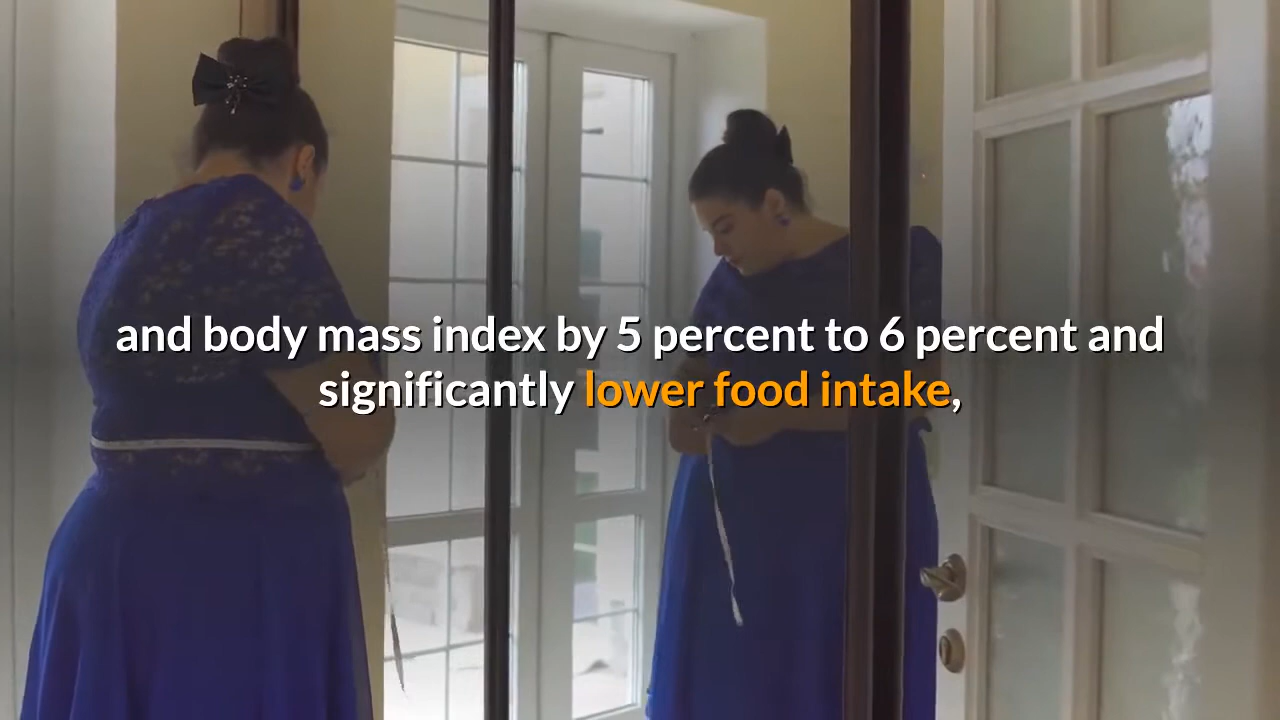 and body mass index by 5 percent to 6 percent and
significantly lower food intake,